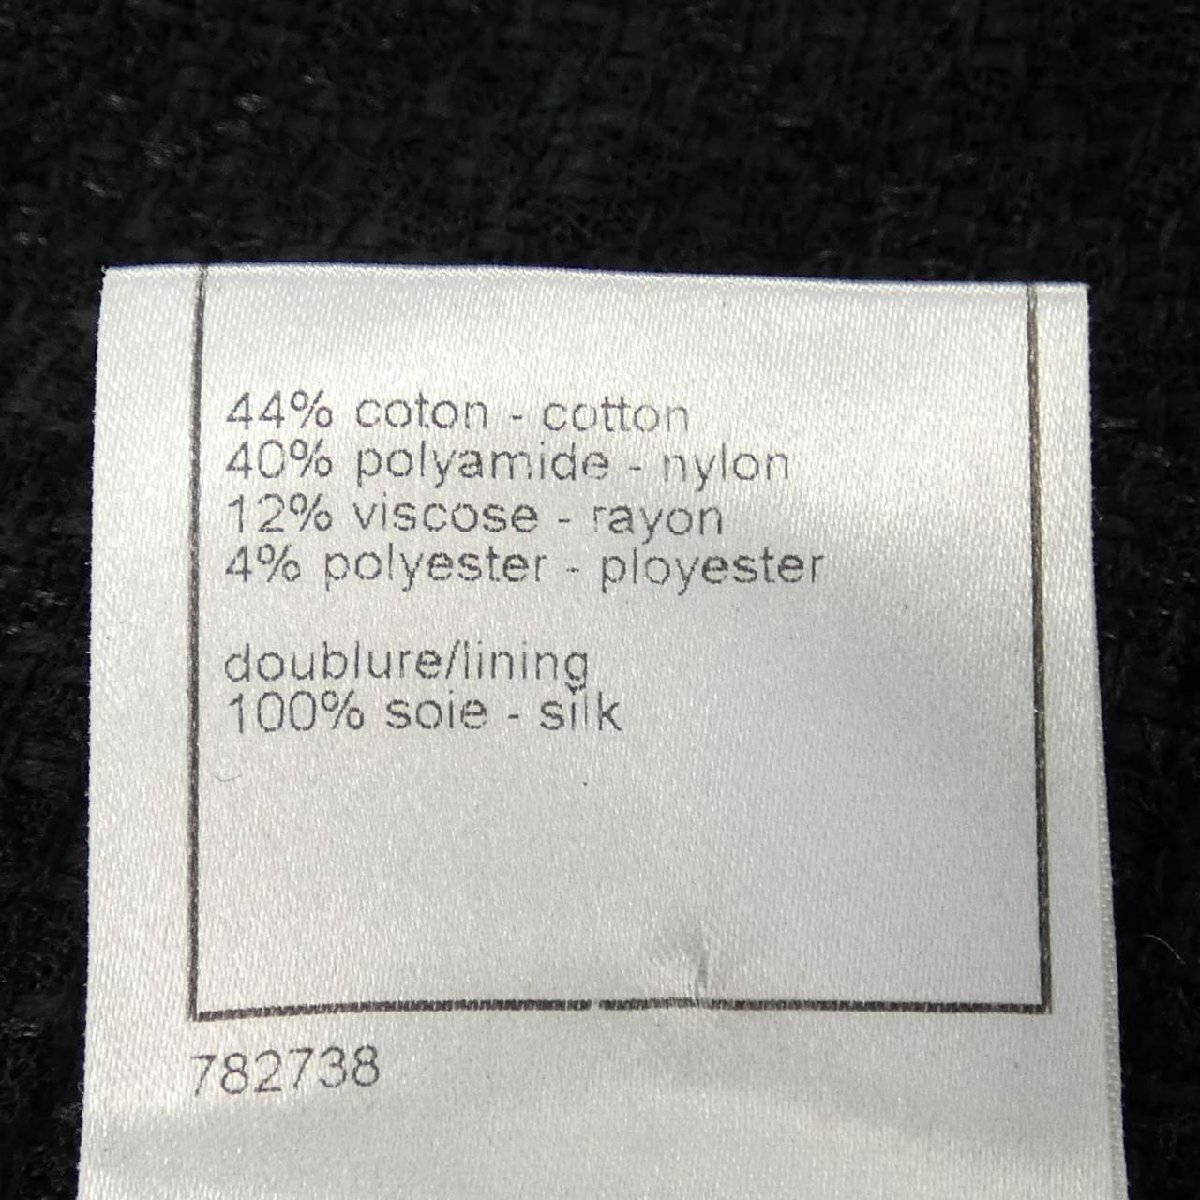 44% coton - cotton
40% polyamide - nylon
12% viscose - rayon
4% polyester - ployester
doublure/lining
100% soie - silk
782738